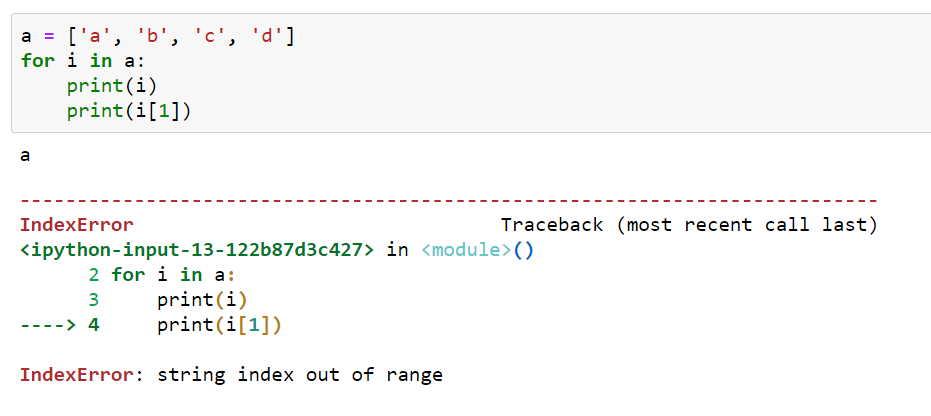 a = ['a', 'b', 'c', 'd']
for i in a:
    print(i)
    print(i[1])
a
---------------------------------------------------------------------------
IndexError                                Traceback (most recent call last)
<ipython-input-13-122b87d3c427> in <module>()
      2 for i in a:
      3     print(i)
----> 4     print(i[1])
IndexError: string index out of range